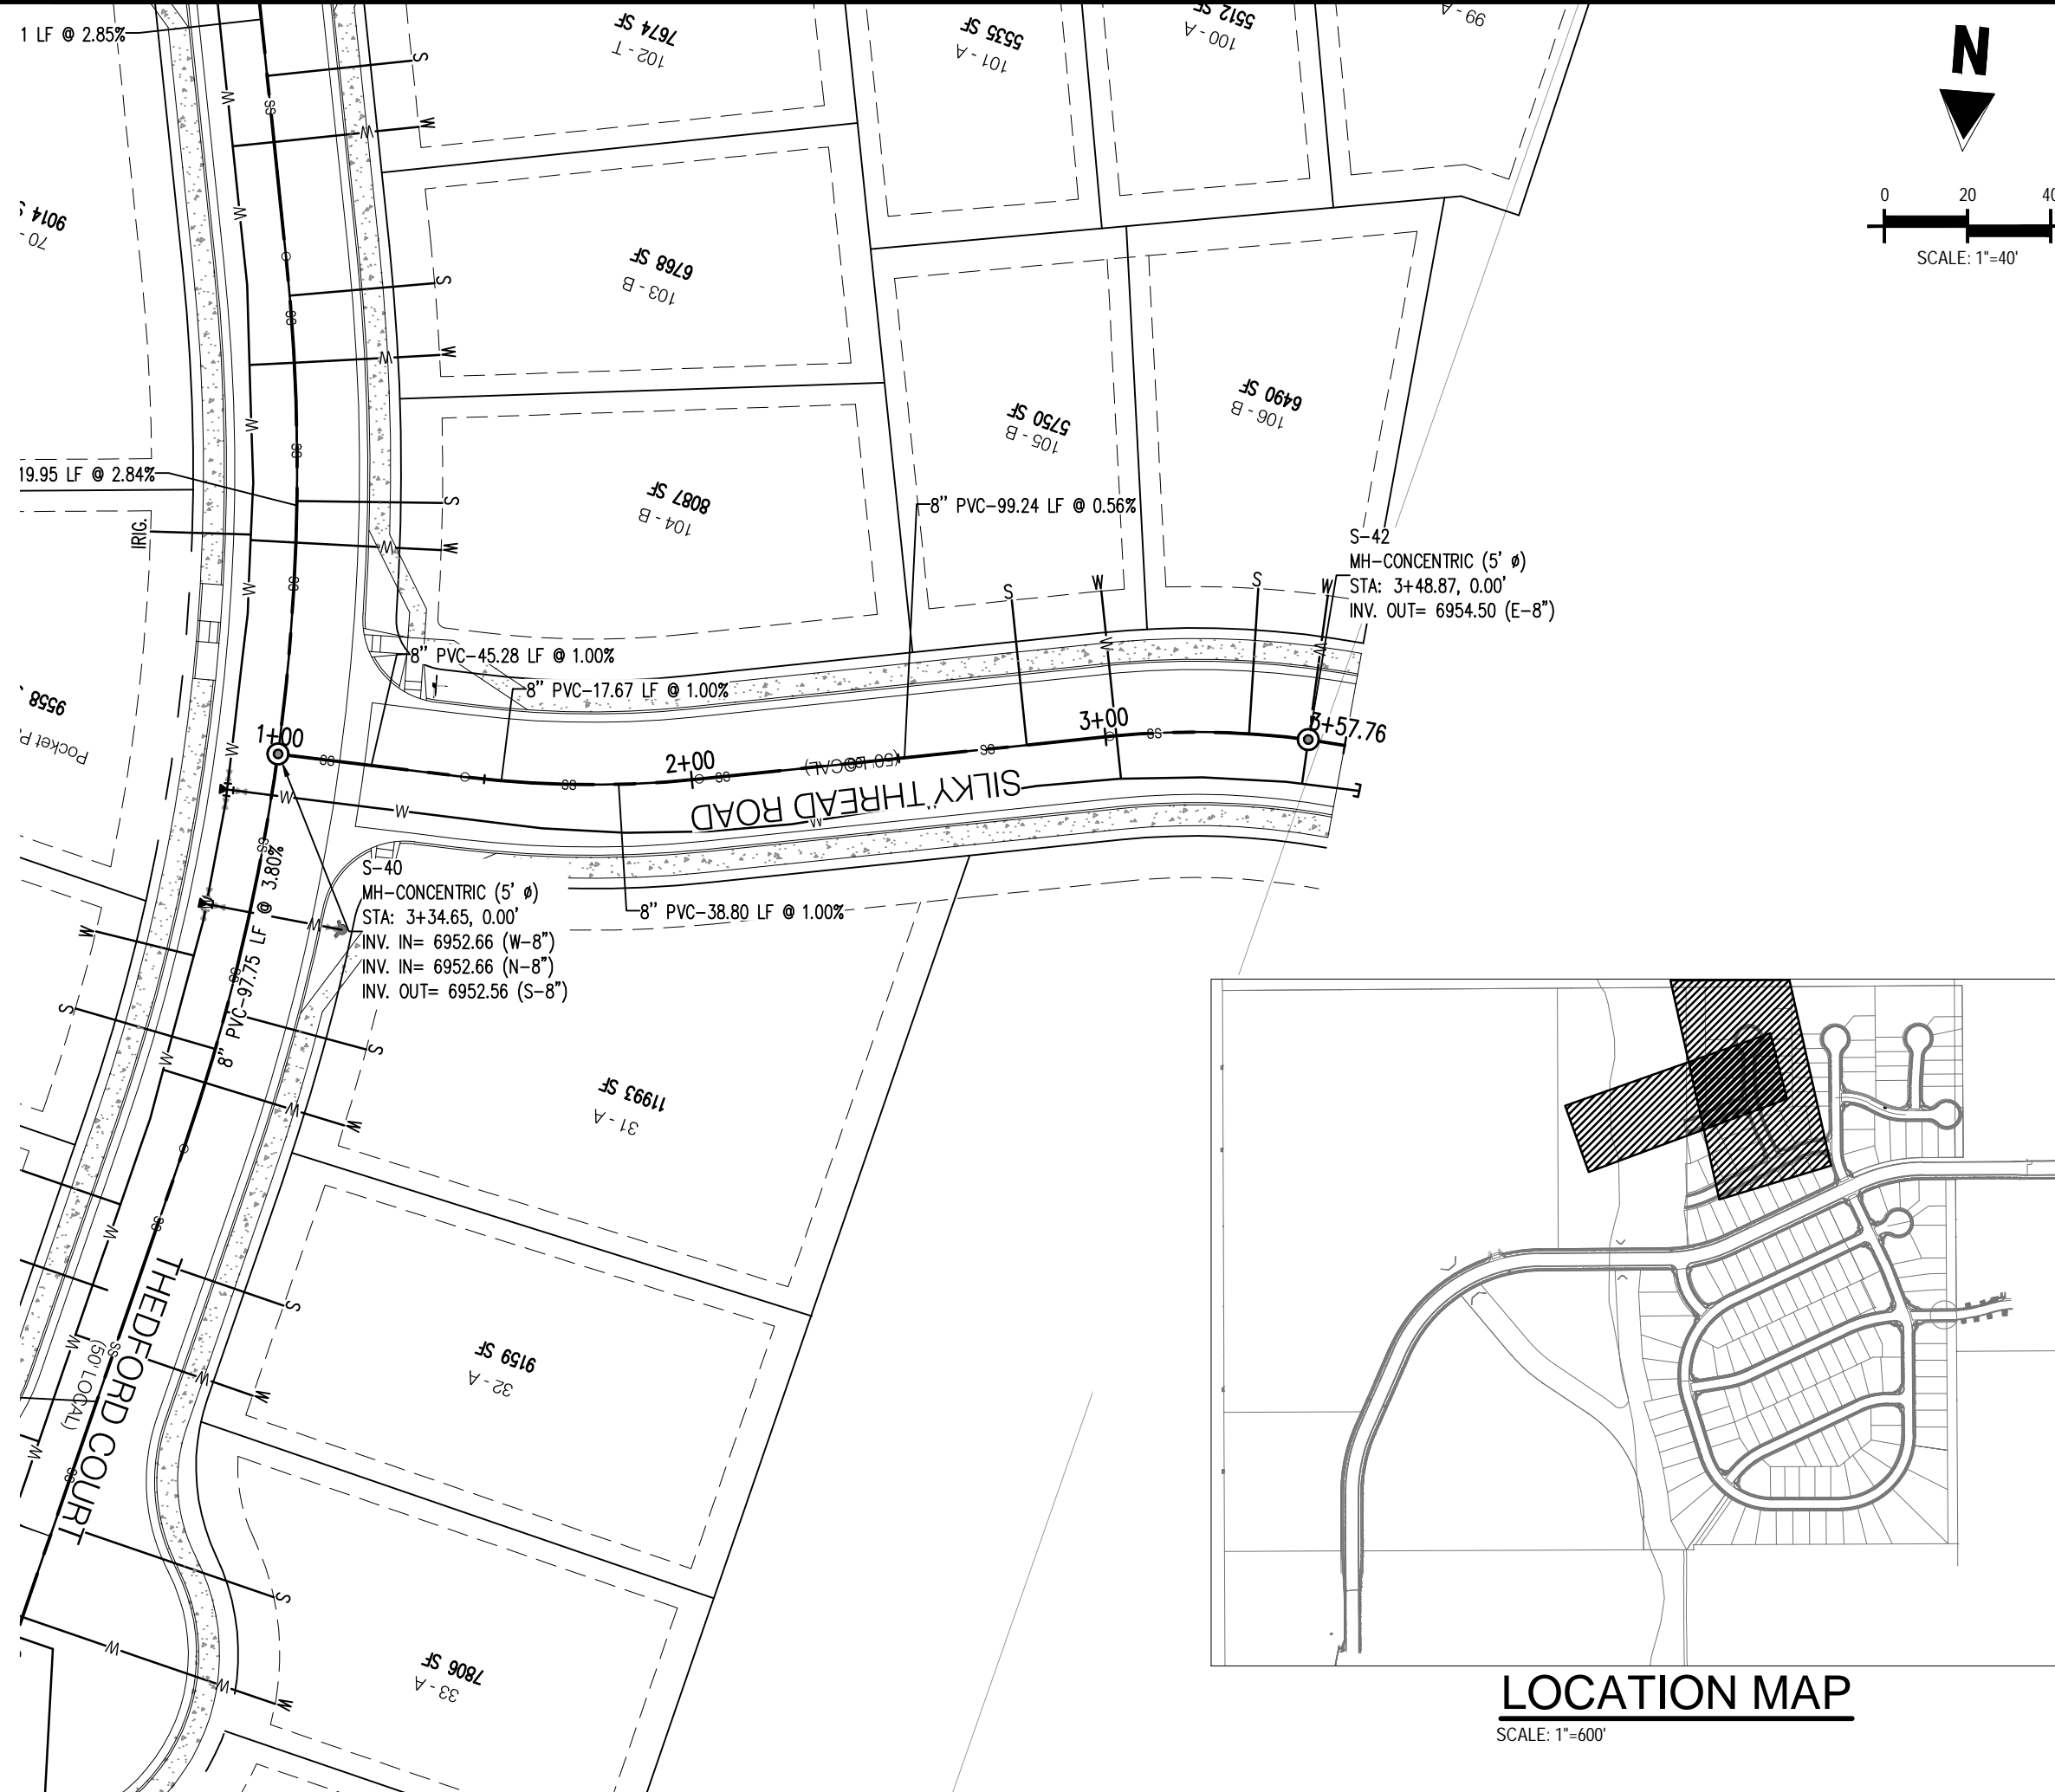 1 LF @ 2.85%
7674 SF
102 - T
5535 SF
101 - A
5512 SF
100 - A
99 - A
N
0 20 40
SCALE: 1"=40'
9014 S
70 -
6768 SF
103 - B
19.95 LF @ 2.84%
IRIG.
8087 SF
104 - B
5750 SF
105 - B
6490 SF
106 - B
8” PVC-99.24 LF @ 0.56%
S-42
MH-CONCENTRIC (5' ø)
STA: 3+48.87, 0.00'
INV. OUT= 6954.50 (E-8”)
8” PVC-45.28 LF @ 1.00%
8” PVC-17.67 LF @ 1.00%
9558
Pocket P
1+00
2+00
3+00
3+57.76
SILKY THREAD ROAD
(50' LOCAL)
8” PVC-38.80 LF @ 1.00%
S-40
MH-CONCENTRIC (5' ø)
STA: 3+34.65, 0.00'
INV. IN= 6952.66 (W-8”)
INV. IN= 6952.66 (N-8”)
INV. OUT= 6952.56 (S-8”)
8” PVC-97.75 LF @ 3.80%
11993 SF
31 - A
9159 SF
32 - A
THEDFORD COURT
(50' LOCAL)
7806 SF
33 - A
S
W
SS
LOCATION MAP
SCALE: 1"=600'